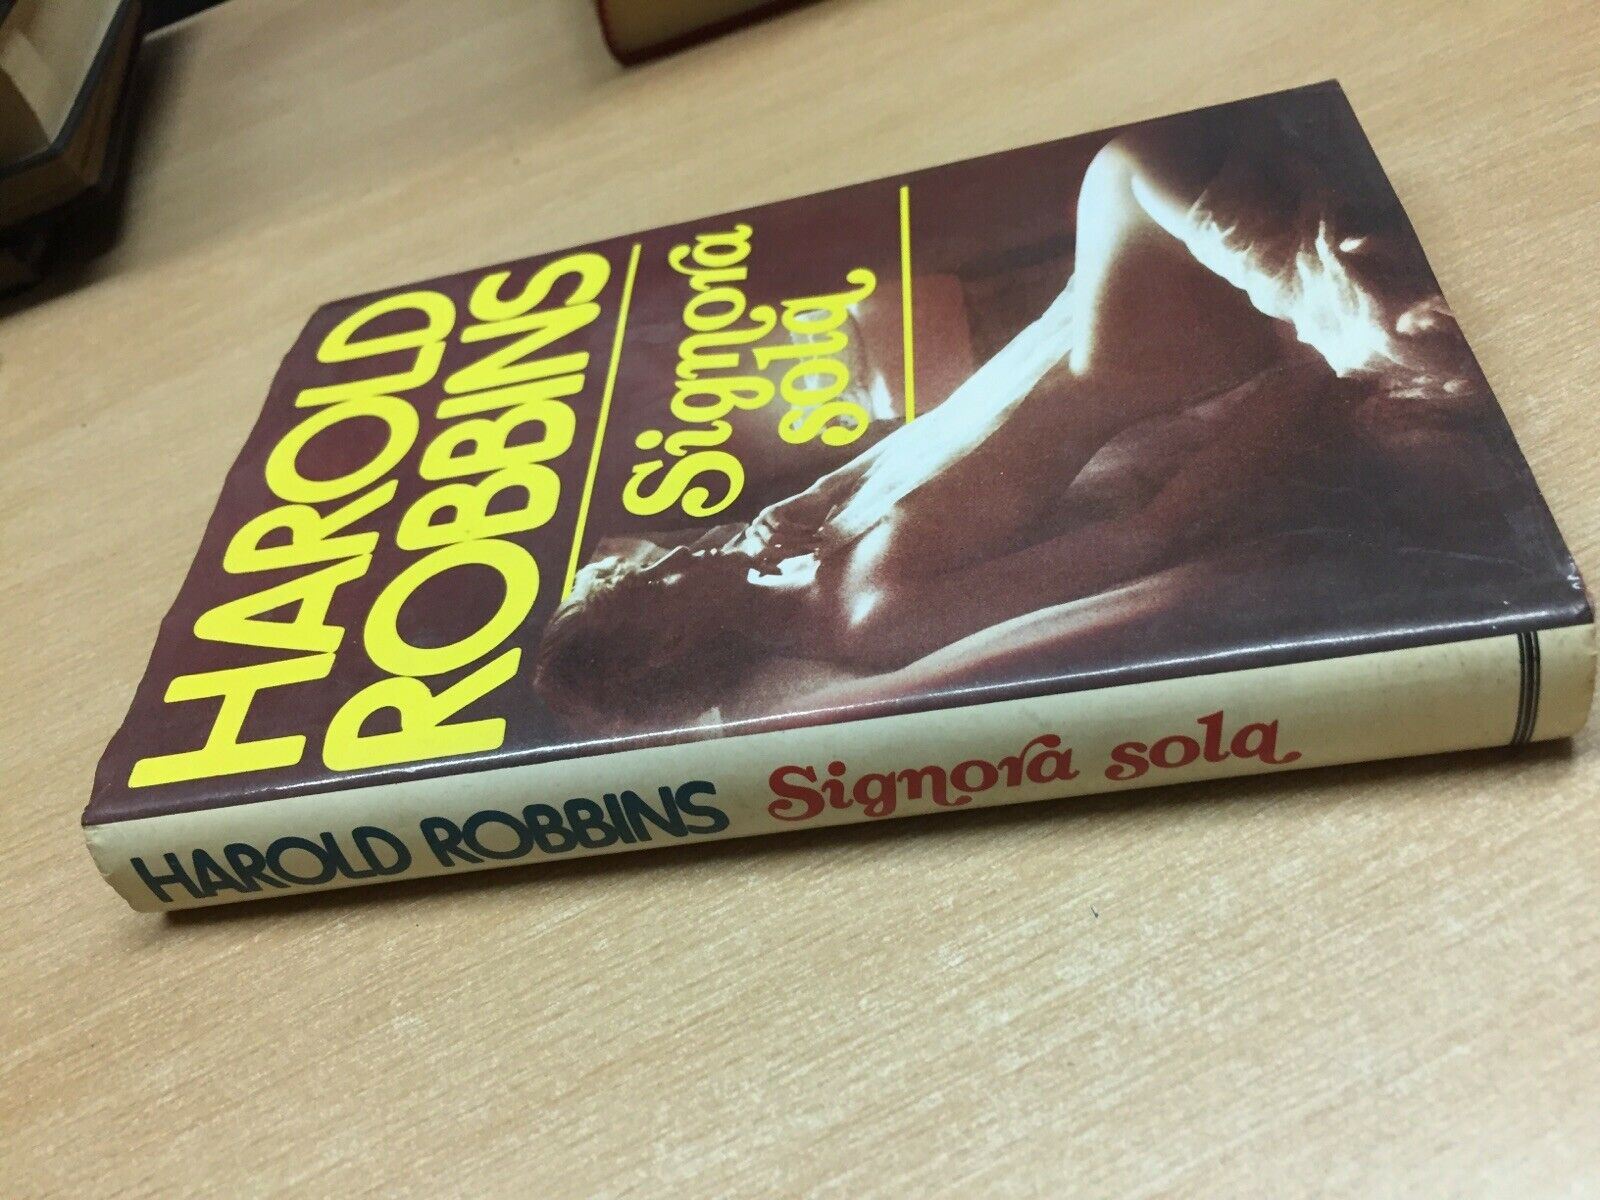 HAROLD
ROBBINS
Signora
sola
HAROLD ROBBINS Signora sola